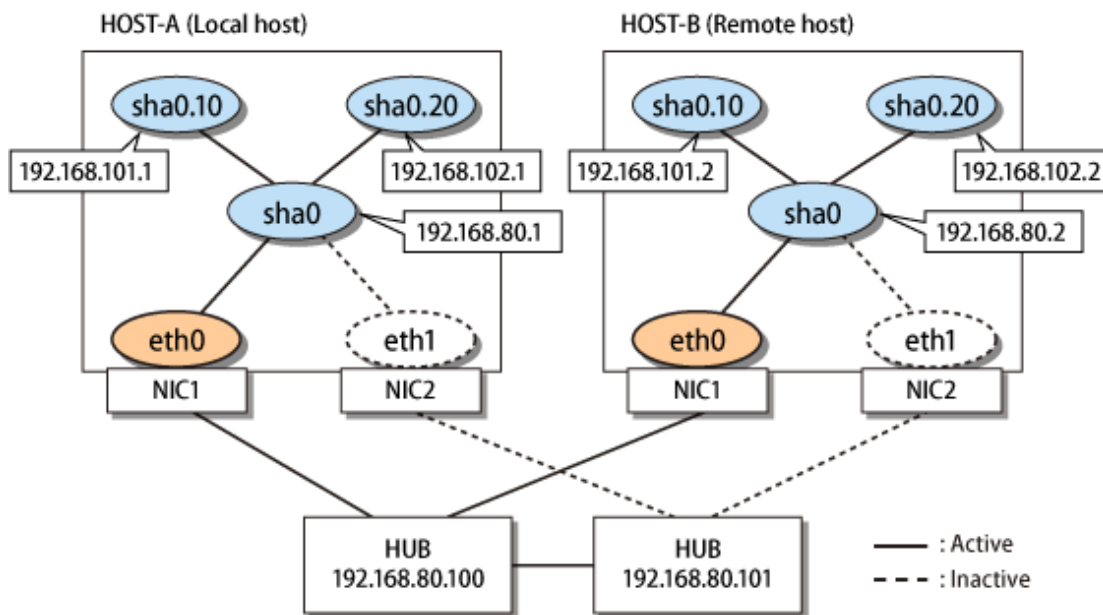 HOST-A (Local host)
HOST-B (Remote host)
sha0.10
sha0.20
sha0.10
sha0.20
192.168.101.1
192.168.102.1
192.168.101.2
192.168.102.2
sha0
192.168.80.1
sha0
192.168.80.2
eth0
eth1
eth0
eth1
NIC1
NIC2
NIC1
NIC2
HUB
192.168.80.100
HUB
192.168.80.101
: Active
: Inactive